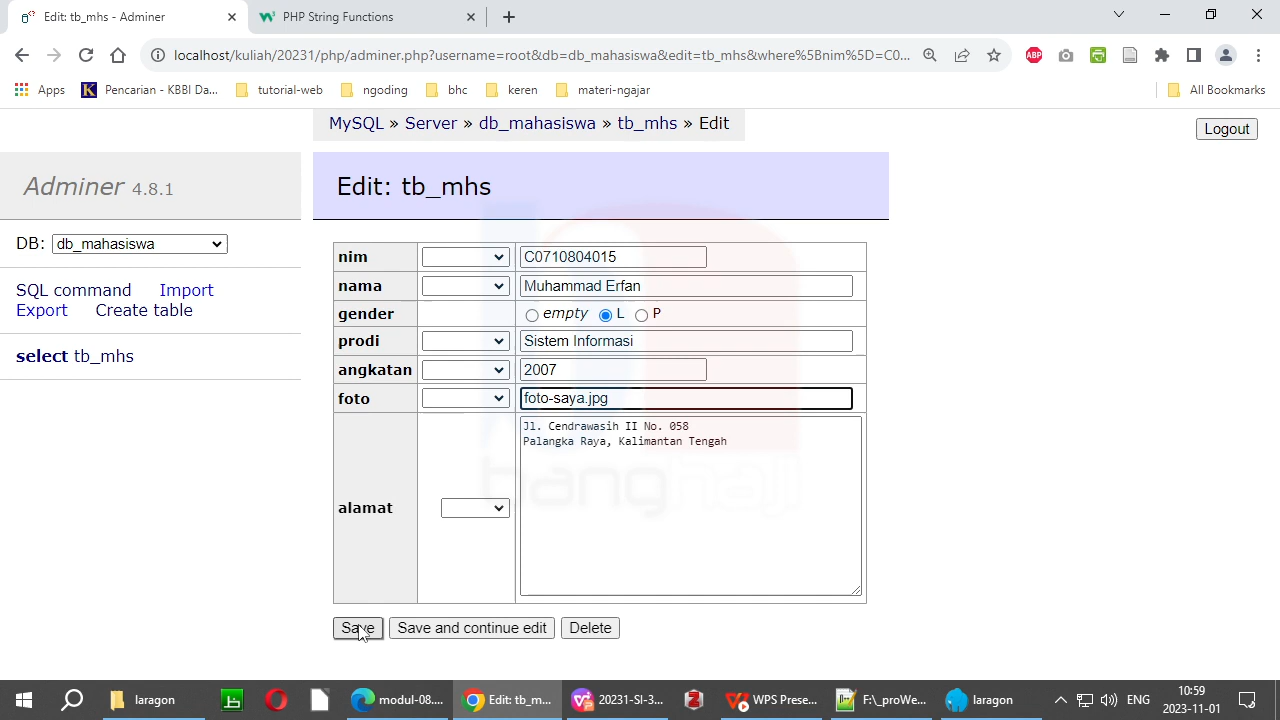 Edit: tb_mhs - Adminer
PHP String Functions
localhost/kuliah/20231/php/adminer.php?username=root&db=db_mahasiswa&edit=tb_mhs&where%5Bnim%5D=C0...
ABP
Apps
Pencarian - KBBI Da...
tutorial-web
ngoding
bhc
keren
materi-ngajar
All Bookmarks
MySQL » Server » db_mahasiswa » tb_mhs » Edit
Logout
Adminer 4.8.1
Edit: tb_mhs
DB: db_mahasiswa
SQL command Import
Export Create table
select tb_mhs
nim C0710804015
nama Muhammad Erfan
gender empty L P
prodi Sistem Informasi
angkatan 2007
foto foto-saya.jpg
alamat
Jl. Cendrawasih II No. 058
Palangka Raya, Kalimantan Tengah
banghaji
Save Save and continue edit Delete
laragon
modul-08....
Edit: tb_m...
20231-SI-3...
WPS Prese...
F:\_proWe...
laragon
ENG
10:59
2023-11-01